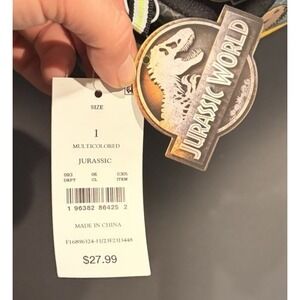 SIZE
1
MULTICOLORED
JURASSIC
093 06 0305
DEPT CL ITEM
1 96382 86425 2
MADE IN CHINA
$27.99
JURASSIC WORLD